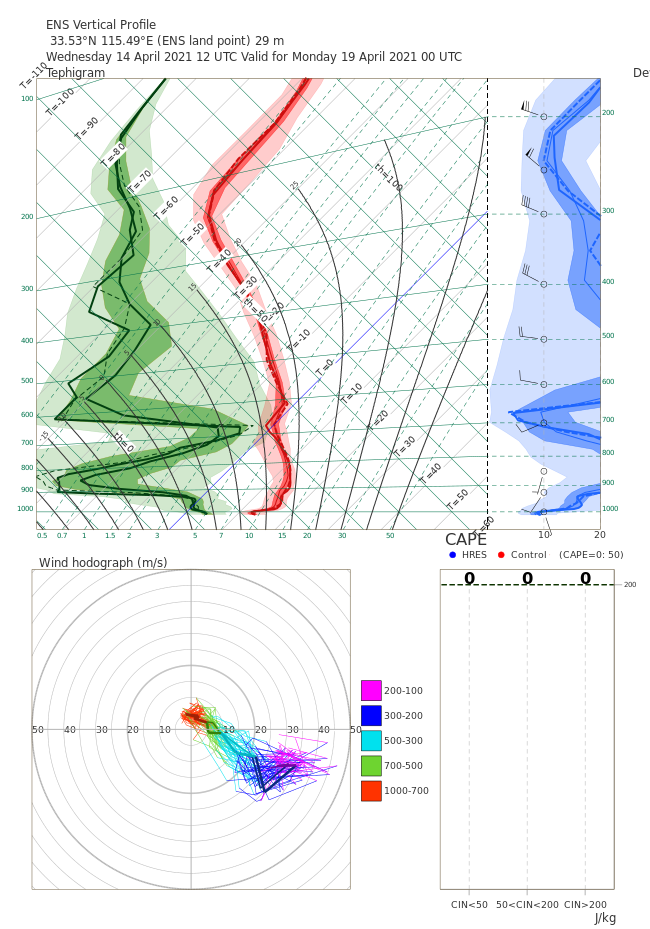 ENS Vertical Profile
33.53°N 115.49°E (ENS land point) 29 m
Wednesday 14 April 2021 12 UTC Valid for Monday 19 April 2021 00 UTC
Tephigram
De
T=-110
T=-100
T=-90
T=-80
T=-70
T=-60
T=-50
T=-40
T=-30
T=-20
T=-10
T=0
T=10
T=20
T=30
T=40
T=50
T=60
th=100
th=50
th=0
25
20
15
10
5
15
100
200
300
400
500
600
700
800
900
1000
200
300
400
500
600
700
800
900
1000
0.5 0.7 1 1.5 2 3 5 7 10 15 20 30 50
10 20
CAPE
HRES Control (CAPE=0: 50)
0 0 0
200
CIN<50 50<CIN<200 CIN>200
J/kg
Wind hodograph (m/s)
50 40 30 20 10 10 20 30 40 50
200-100
300-200
500-300
700-500
1000-700